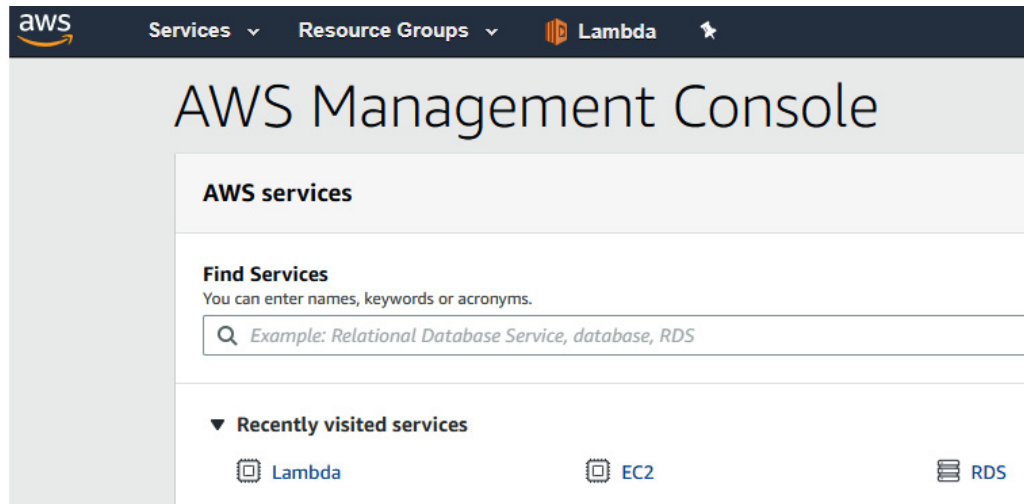 aws Services Resource Groups Lambda
AWS Management Console
AWS services
Find Services
You can enter names, keywords or acronyms.
Example: Relational Database Service, database, RDS
Recently visited services
Lambda EC2 RDS